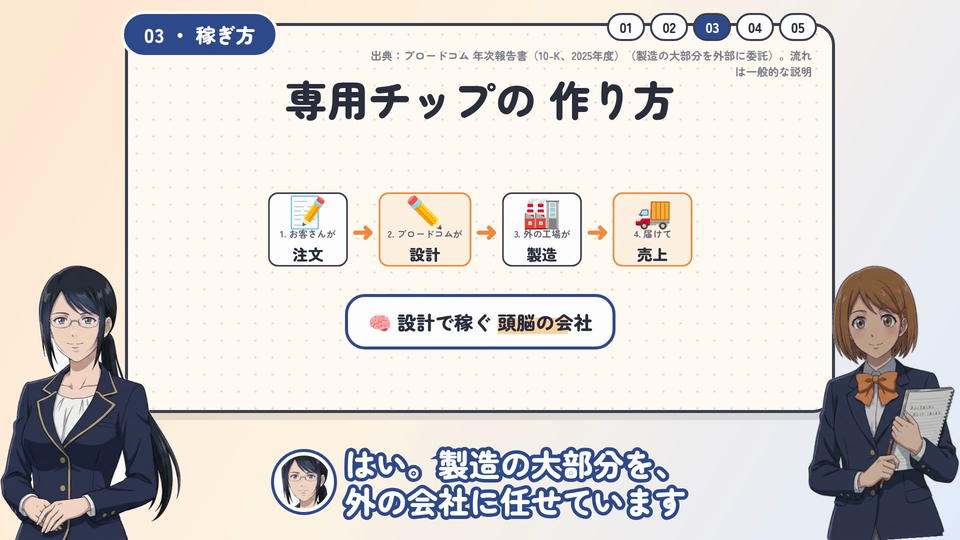 03 ・ 稼ぎ方
01 02 03 04 05
出典：ブロードコム 年次報告書（10-K、2025年度）（製造の大部分を外部に委託）。流れ
は一般的な説明
専用チップの 作り方
1. お客さんが
注文
2. ブロードコムが
設計
3. 外の工場が
製造
4. 届けて
売上
設計で稼ぐ 頭脳の会社
はい。製造の大部分を、
外の会社に任せています